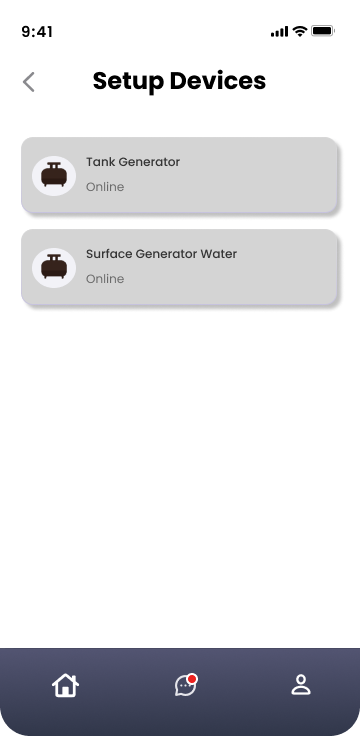 9:41
Setup Devices
Tank Generator
Online
Surface Generator Water
Online